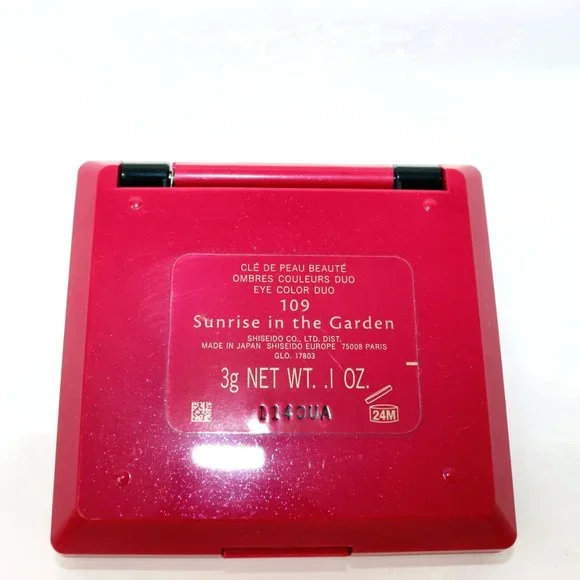 CLÉ DE PEAU BEAUTÉ
OMBRES COULEURS DUO
EYE COLOR DUO
109
Sunrise in the Garden
SHISEIDO CO., LTD. DIST.
MADE IN JAPAN SHISEIDO EUROPE 75008 PARIS
GLO. 17803
3g NET WT. .1 OZ.
1140UA
24M